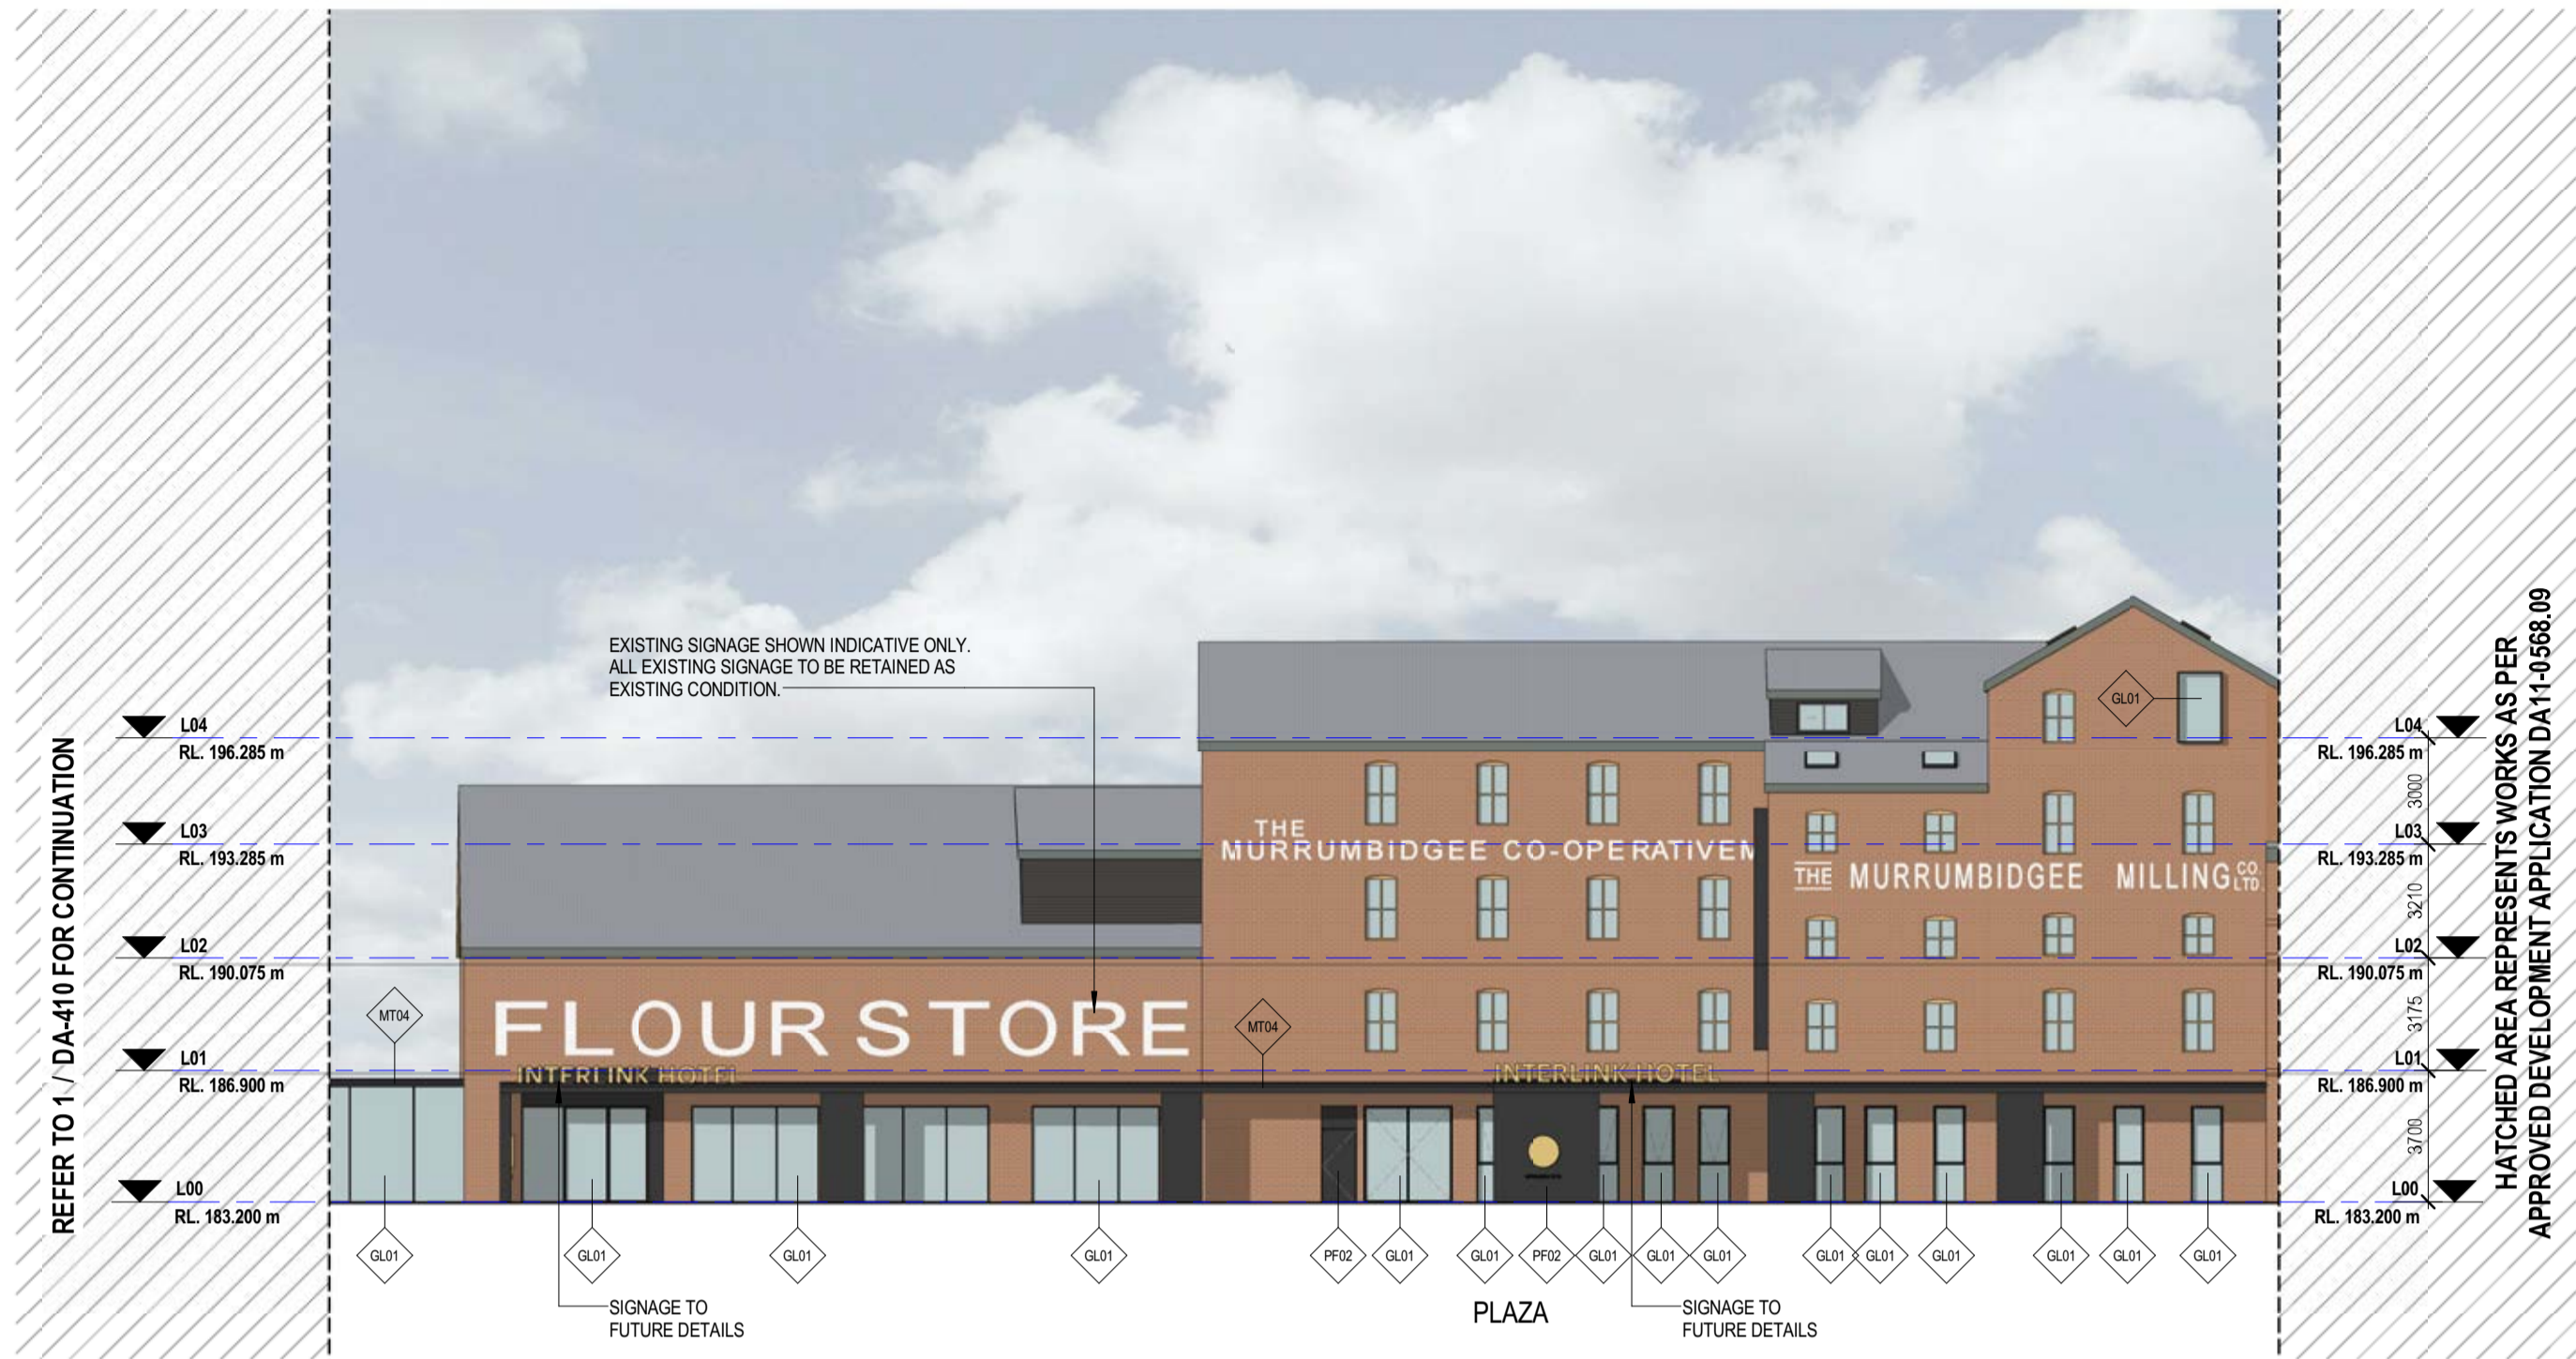 REFER TO 1 / DA-410 FOR CONTINUATION
EXISTING SIGNAGE SHOWN INDICATIVE ONLY.
ALL EXISTING SIGNAGE TO BE RETAINED AS
EXISTING CONDITION.
L04
RL. 196.285 m
L03
RL. 193.285 m
L02
RL. 190.075 m
L01
RL. 186.900 m
L00
RL. 183.200 m
MT04
FLOUR STORE
INTERLINK HOTEL
THE
MURRUMBIDGEE CO-OPERATIVEM
MT04
INTERLINK HOTEL
THE MURRUMBIDGEE MILLING CO.
LTD.
GL01
GL01
GL01
GL01
GL01
PF02
GL01
GL01
PF02
GL01
GL01
GL01
GL01
GL01
GL01
GL01
GL01
GL01
SIGNAGE TO
FUTURE DETAILS
PLAZA
SIGNAGE TO
FUTURE DETAILS
L04
RL. 196.285 m
3000
L03
RL. 193.285 m
3210
L02
RL. 190.075 m
3175
L01
RL. 186.900 m
3700
L00
RL. 183.200 m
HATCHED AREA REPRESENTS WORKS AS PER
APPROVED DEVELOPMENT APPLICATION DA11-0568.09